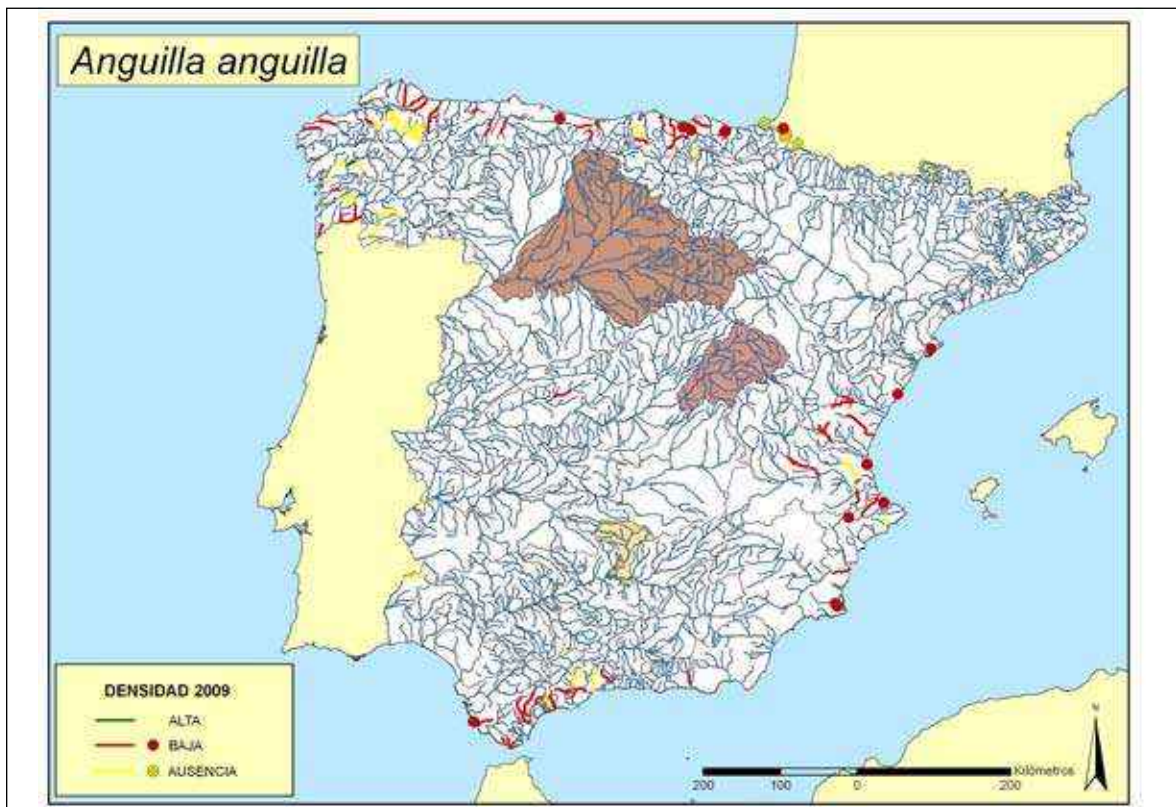 Anguilla anguilla
DENSIDAD 2009
ALTA
BAJA
AUSENCIA
N
Kilómetros
200 100 0 200